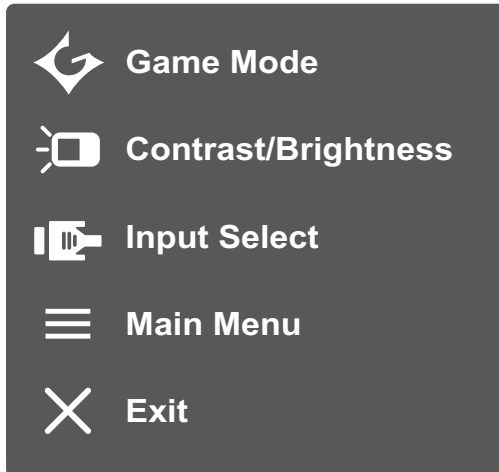 Game Mode
Contrast/Brightness
Input Select
Main Menu
Exit